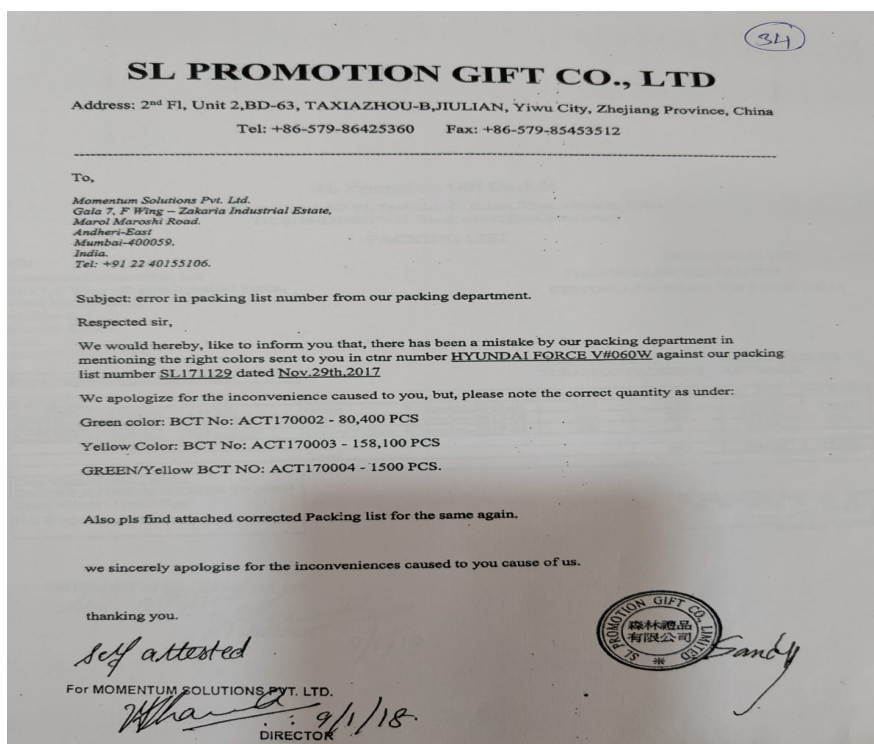 34
SL PROMOTION GIFT CO., LTD
Address: 2nd Fl, Unit 2,BD-63, TAXIAZHOU-B,JIULIAN, Yiwu City, Zhejiang Province, China
Tel: +86-579-86425360 Fax: +86-579-85453512
To,
Momentum Solutions Pvt. Ltd.
Gala 7, F Wing – Zakaria Industrial Estate,
Marol Maroshi Road.
Andheri-East
Mumbai-400059.
India.
Tel: +91 22 40155106.
Subject: error in packing list number from our packing department.
Respected sir,
We would hereby, like to inform you that, there has been a mistake by our packing department in
mentioning the right colors sent to you in ctnr number HYUNDAI FORCE V#060W against our packing
list number SL171129 dated Nov.29th,2017
We apologize for the inconvenience caused to you, but, please note the correct quantity as under:
Green color: BCT No: ACT170002 - 80,400 PCS
Yellow Color: BCT No: ACT170003 - 158,100 PCS
GREEN/Yellow BCT NO: ACT170004 - 1500 PCS.
Also pls find attached corrected Packing list for the same again.
we sincerely apologise for the inconveniences caused to you cause of us.
thanking you.
SL PROMOTION GIFT CO., LIMITED
森林禮品
有限公司
Sandy
Self attested
For MOMENTUM SOLUTIONS PVT. LTD.
9/1/18.
DIRECTOR